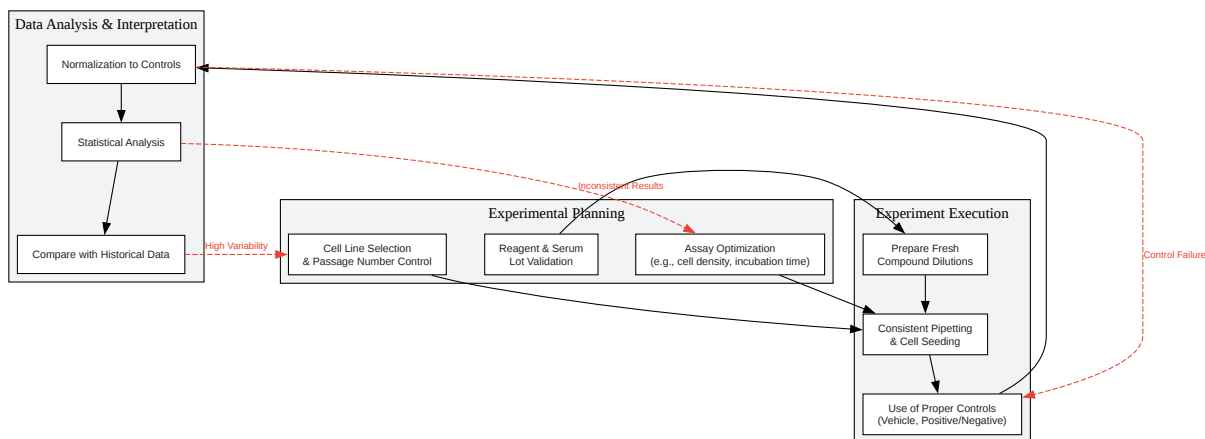 Data Analysis & Interpretation
Normalization to Controls
Statistical Analysis
Compare with Historical Data
High Variability
Inconsistent Results
Experimental Planning
Cell Line Selection
& Passage Number Control
Reagent & Serum
Lot Validation
Assay Optimization
(e.g., cell density, incubation time)
Experiment Execution
Prepare Fresh
Compound Dilutions
Consistent Pipetting
& Cell Seeding
Use of Proper Controls
(Vehicle, Positive/Negative)
Control Failure